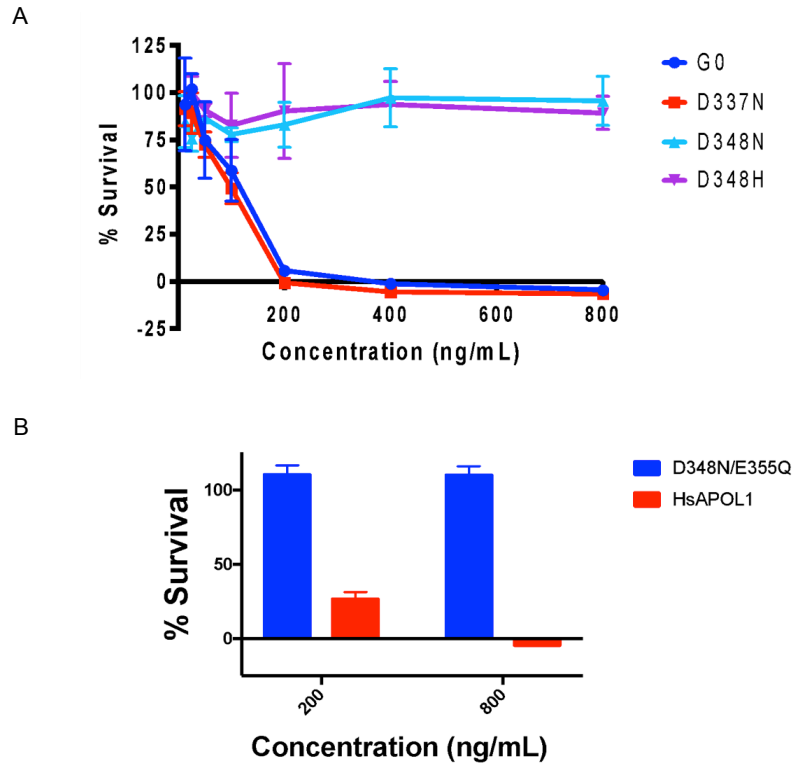 A
125
100
75
50
25
0
-25
% Survival
200
400
600
800
Concentration (ng/mL)
G0
D337N
D348N
D348H
B
100
50
0
% Survival
200
800
Concentration (ng/mL)
D348N/E355Q
HsAPOL1